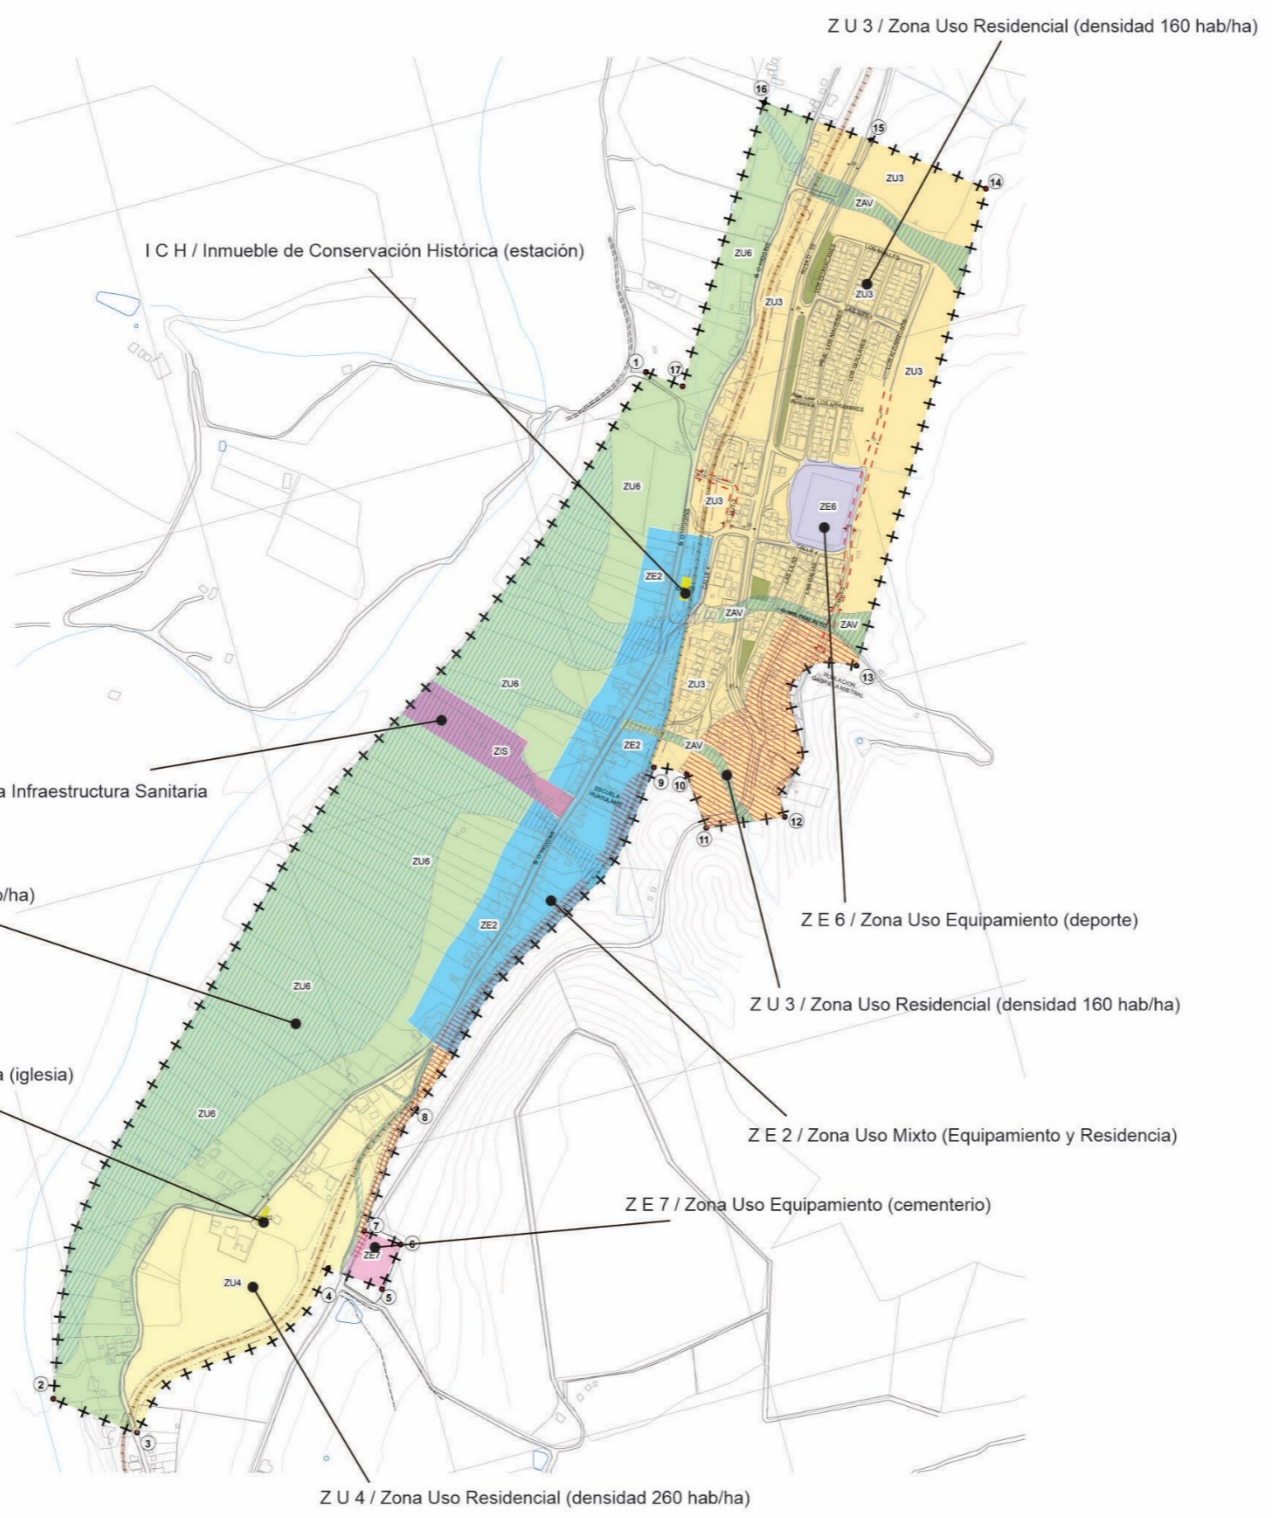 Z U 3 / Zona Uso Residencial (densidad 160 hab/ha)
16
15
14
ZU3
ZAV
I C H / Inmueble de Conservación Histórica (estación)
ZU6
ZU3
ZU3
1
17
ZU3
ZU6
ZU3
ZE6
ZE2
ZAV
ZAV
13
ZU6
ZU3
ZIS
ZE2
ZAV
9
10
a Infraestructura Sanitaria
ESCUELA
HUATULAME
11
12
ZU6
b/ha)
Z E 6 / Zona Uso Equipamiento (deporte)
ZE2
ZU6
Z U 3 / Zona Uso Residencial (densidad 160 hab/ha)
a (iglesia)
ZU6
8
Z E 2 / Zona Uso Mixto (Equipamiento y Residencia)
Z E 7 / Zona Uso Equipamiento (cementerio)
7
6
ZE7
ZU4
4
5
2
3
Z U 4 / Zona Uso Residencial (densidad 260 hab/ha)